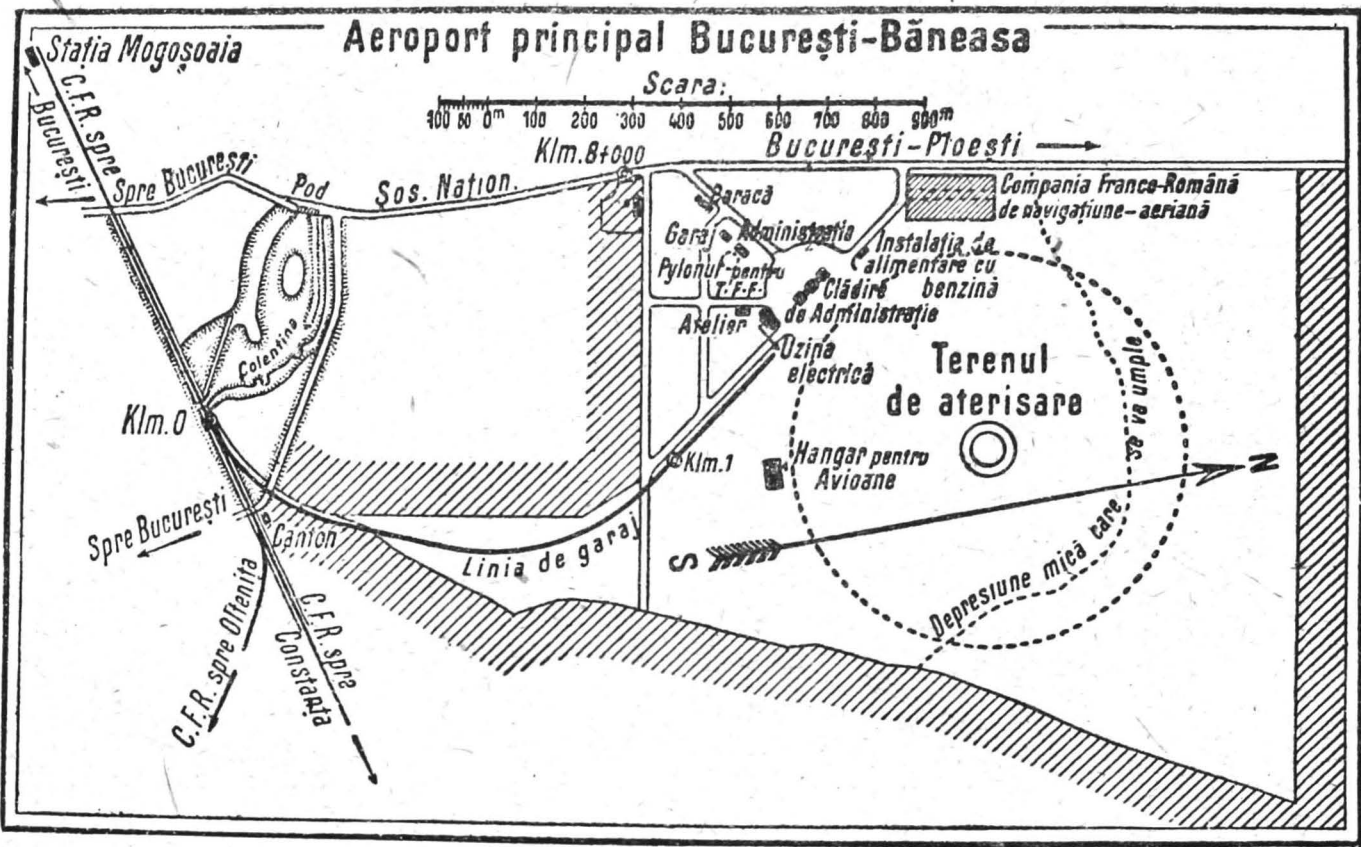 Aeroport principal București-Băneasa
Stația Mogoșoaia
Scara:
100 50 0m 100 200 300 400 500 600 700 800 900m
București-Ploești
Klm. 8+000
C.F.R. spre
București
Spre București
Pod
Șos. Nation.
Compania Franco-Română
de navigațiune-aeriană
Baracă
Garaj
Administrația
Pylonul pentru
T.F.F.
Instalația de
alimentare cu
benzină
Clădire
de Administrație
Atelier
Uzina
electrică
Colentina
Klm. 0
Terenul
de aterisare
se va umple
Klm. 1
Hangar pentru
Avioane
N
S
Depresiune mică care
Spre București
Canton
Linia de garaj
C.F.R. spre Oltenița
C.F.R. spre
Constanța